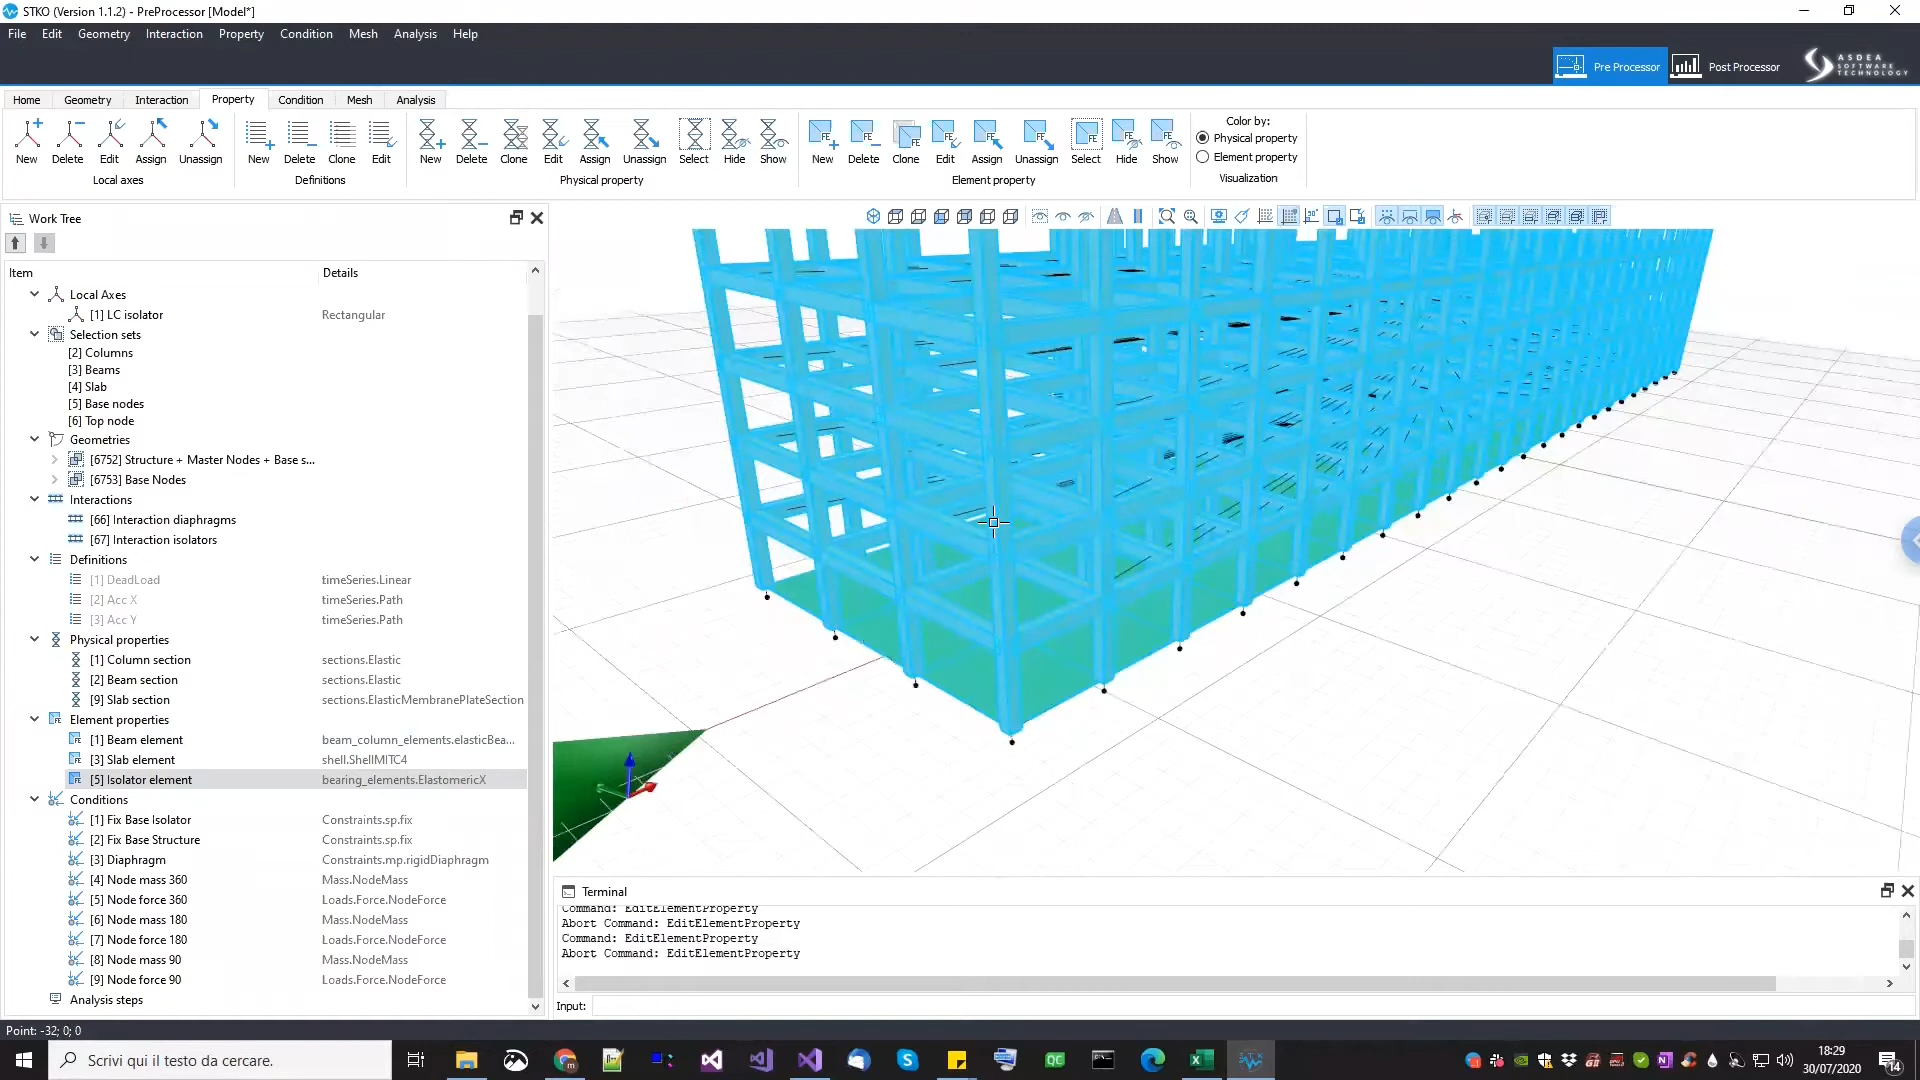 STKO (Version 1.1.2) - PreProcessor [Model*]
File Edit Geometry Interaction Property Condition Mesh Analysis Help
Pre Processor Post Processor ASDEA SOFTWARE TECHNOLOGY
Home Geometry Interaction Property Condition Mesh Analysis
New Delete Edit Assign Unassign New Delete Clone Edit New Delete Clone Edit Assign Unassign Select Hide Show New Delete Clone Edit Assign Unassign Select Hide Show
Color by:
Physical property
Element property
Local axes Definitions Physical property Element property Visualization
Work Tree
Item Details
Local Axes
[1] LC isolator Rectangular
Selection sets
[2] Columns
[3] Beams
[4] Slab
[5] Base nodes
[6] Top node
Geometries
[6752] Structure + Master Nodes + Base s...
[6753] Base Nodes
Interactions
[66] Interaction diaphragms
[67] Interaction isolators
Definitions
[1] DeadLoad timeSeries.Linear
[2] Acc X timeSeries.Path
[3] Acc Y timeSeries.Path
Physical properties
[1] Column section sections.Elastic
[2] Beam section sections.Elastic
[9] Slab section sections.ElasticMembranePlateSection
Element properties
[1] Beam element beam_column_elements.elasticBea...
[3] Slab element shell.ShellMITC4
[5] Isolator element bearing_elements.ElastomericX
Conditions
[1] Fix Base Isolator Constraints.sp.fix
[2] Fix Base Structure Constraints.sp.fix
[3] Diaphragm Constraints.mp.rigidDiaphragm
[4] Node mass 360 Mass.NodeMass
[5] Node force 360 Loads.Force.NodeForce
[6] Node mass 180 Mass.NodeMass
[7] Node force 180 Loads.Force.NodeForce
[8] Node mass 90 Mass.NodeMass
[9] Node force 90 Loads.Force.NodeForce
Analysis steps
Terminal
Command: EditElementProperty
Abort Command: EditElementProperty
Command: EditElementProperty
Abort Command: EditElementProperty
Input:
Point: -32; 0; 0
Scrivi qui il testo da cercare.
18:29
30/07/2020
14